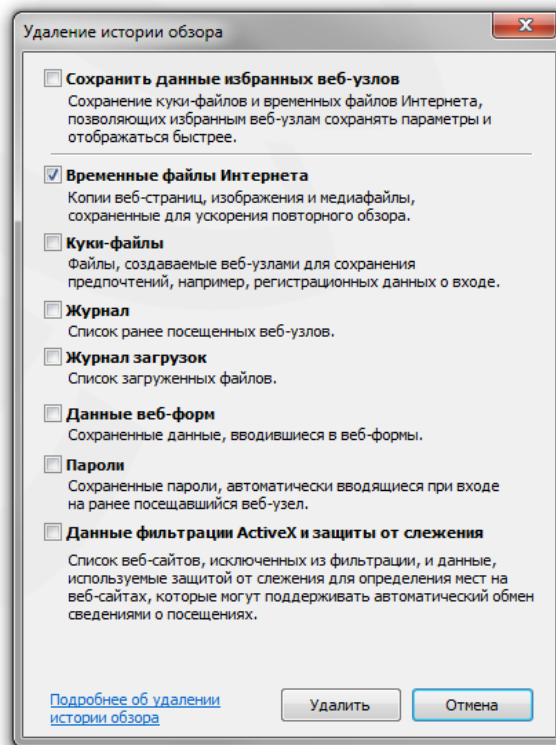 Удаление истории обзора
Сохранить данные избранных веб-узлов
Сохранение куки-файлов и временных файлов Интернета,
позволяющих избранным веб-узлам сохранять параметры и
отображаться быстрее.
Временные файлы Интернета
Копии веб-страниц, изображения и медиафайлы,
сохраненные для ускорения повторного обзора.
Куки-файлы
Файлы, создаваемые веб-узлами для сохранения
предпочтений, например, регистрационных данных о входе.
Журнал
Список ранее посещенных веб-узлов.
Журнал загрузок
Список загруженных файлов.
Данные веб-форм
Сохраненные данные, вводившиеся в веб-формы.
Пароли
Сохраненные пароли, автоматически вводящиеся при входе
на ранее посещавшийся веб-узел.
Данные фильтрации ActiveX и защиты от слежения
Список веб-сайтов, исключенных из фильтрации, и данные,
используемые защитой от слежения для определения мест на
веб-сайтах, которые могут поддерживать автоматический обмен
сведениями о посещениях.
Подробнее об удалении
истории обзора
Удалить
Отмена